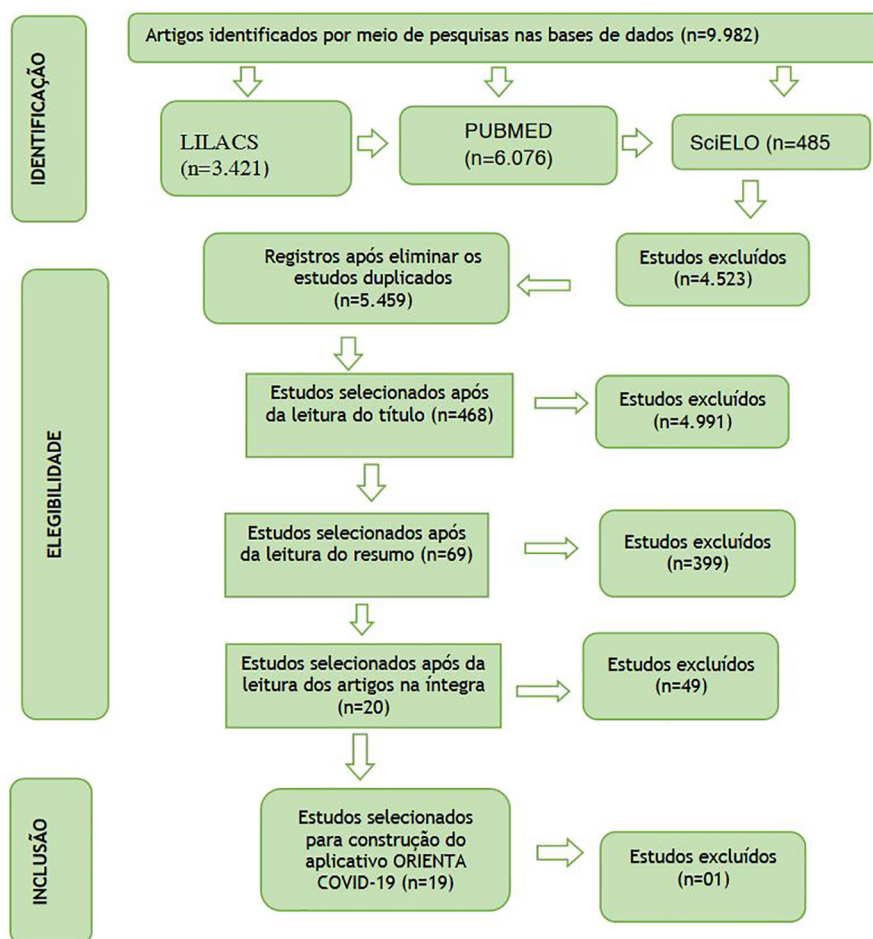 Artigos identificados por meio de pesquisas nas bases de dados (n=9.982)
IDENTIFICAÇÃO
LILACS
(n=3.421)
PUBMED
(n=6.076)
SciELO (n=485
Registros após eliminar os
estudos duplicados
(n=5.459)
Estudos excluídos
(n=4.523)
ELEGIBILIDADE
Estudos selecionados após
da leitura do título (n=468)
Estudos excluídos
(n=4.991)
Estudos selecionados após
da leitura do resumo (n=69)
Estudos excluídos
(n=399)
Estudos selecionados após da
leitura dos artigos na íntegra
(n=20)
Estudos excluídos
(n=49)
INCLUSÃO
Estudos selecionados
para construção do
aplicativo ORIENTA
COVID-19 (n=19)
Estudos excluídos
(n=01)